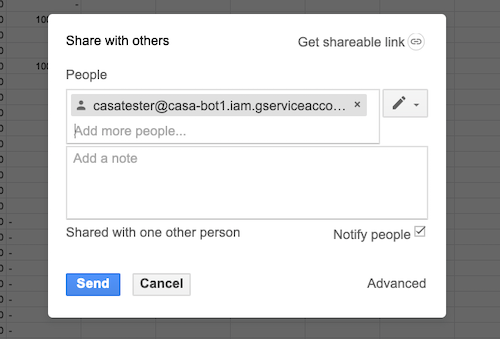 Share with others
Get shareable link
People
casatester@casa-bot1.iam.gserviceacco... ×
Add more people...
Add a note
Shared with one other person
Notify people
Send
Cancel
Advanced